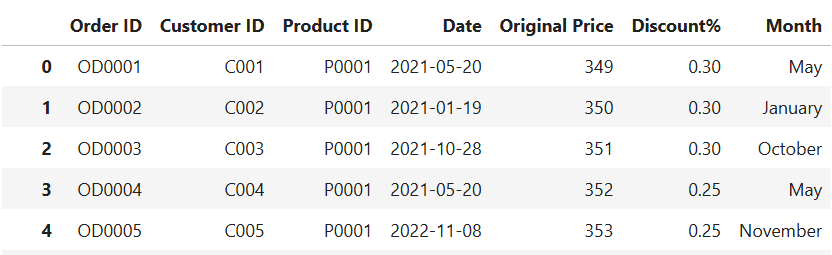 Order ID Customer ID Product ID Date Original Price Discount% Month
0 OD0001 C001 P0001 2021-05-20 349 0.30 May
1 OD0002 C002 P0001 2021-01-19 350 0.30 January
2 OD0003 C003 P0001 2021-10-28 351 0.30 October
3 OD0004 C004 P0001 2021-05-20 352 0.25 May
4 OD0005 C005 P0001 2022-11-08 353 0.25 November